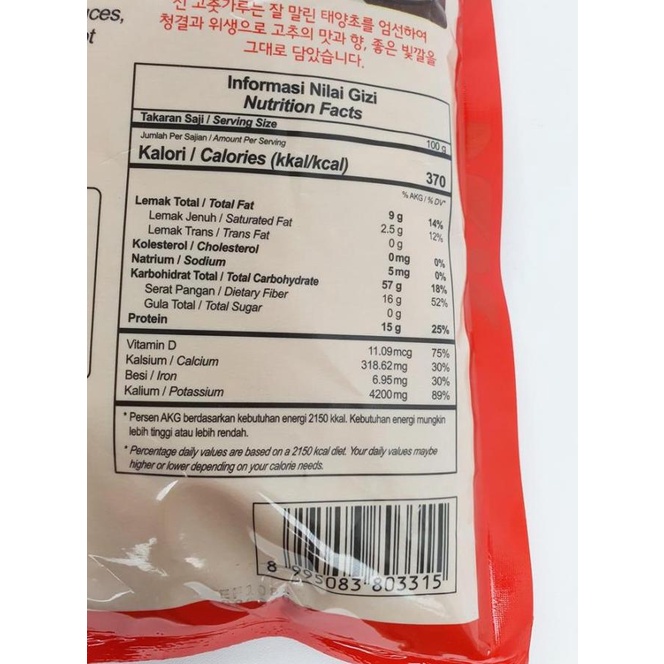 ces,
진 고춧가루는 잘 말린 태양초를 엄선하여
청결과 위생으로 고추의 맛과 향, 좋은 빛깔을
그대로 담았습니다.
Informasi Nilai Gizi
Nutrition Facts
Takaran Saji / Serving Size 100 g
Jumlah Per Sajian / Amount Per Serving
Kalori / Calories (kkal/kcal) 370
% AKG / % DV*
Lemak Total / Total Fat 9 g 14%
Lemak Jenuh / Saturated Fat 2.5 g 12%
Lemak Trans / Trans Fat 0 g
Kolesterol / Cholesterol 0 mg 0%
Natrium / Sodium 5 mg 0%
Karbohidrat Total / Total Carbohydrate 57 g 18%
Serat Pangan / Dietary Fiber 16 g 52%
Gula Total / Total Sugar 0 g
Protein 15 g 25%
Vitamin D 11.09 mcg 75%
Kalsium / Calcium 318.62 mg 30%
Besi / Iron 6.95 mg 30%
Kalium / Potassium 4200 mg 89%
* Persen AKG berdasarkan kebutuhan energi 2150 kkal. Kebutuhan energi mungkin
lebih tinggi atau lebih rendah.
* Percentage daily values are based on a 2150 kcal diet. Your daily values maybe
higher or lower depending on your calorie needs.
8 995083 803315